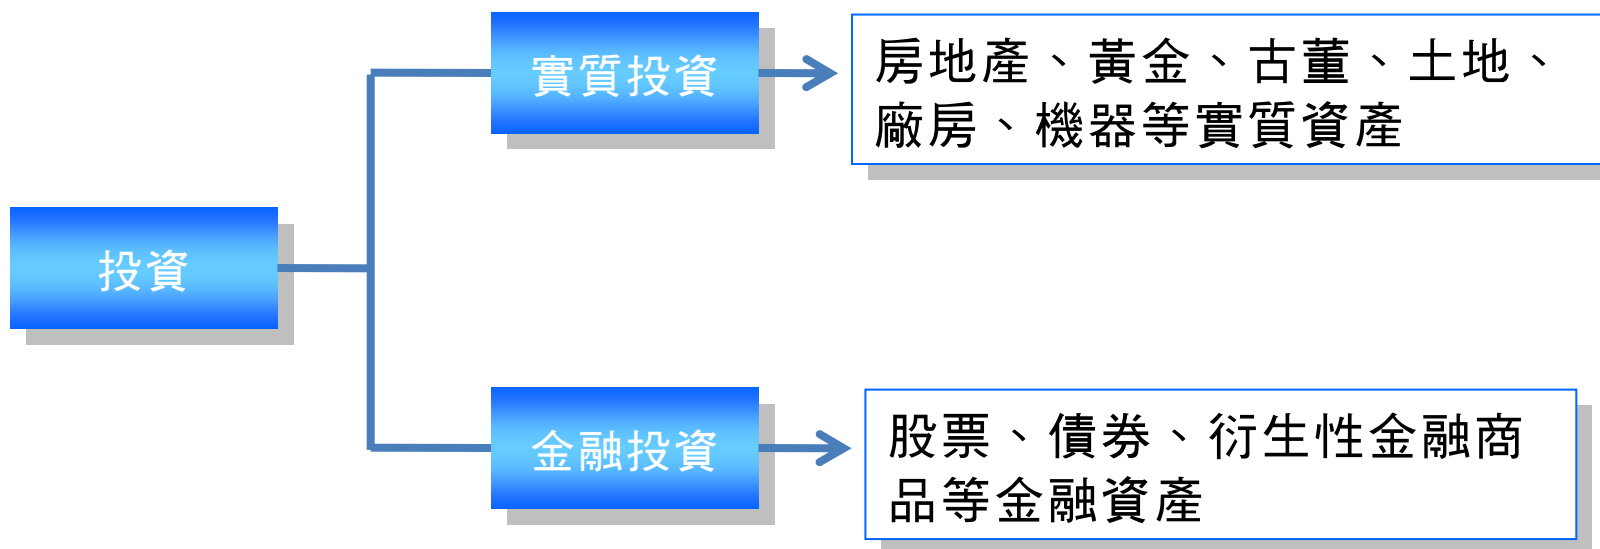 實質投資
房地產、黃金、古董、土地、
廠房、機器等實質資產
投資
金融投資
股票、債券、衍生性金融商
品等金融資產